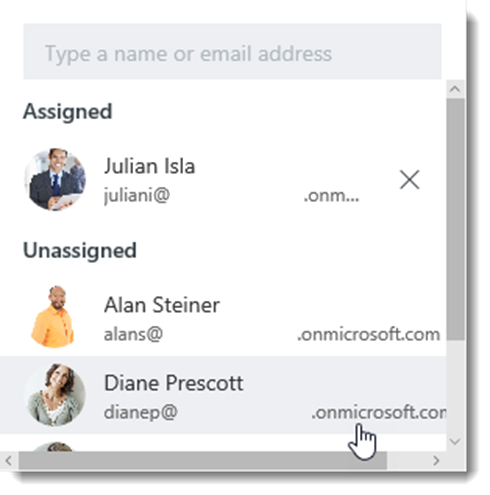 Type a name or email address
Assigned
Julian Isla
juliani@ .onm...
Unassigned
Alan Steiner
alans@ .onmicrosoft.com
Diane Prescott
dianep@ .onmicrosoft.com